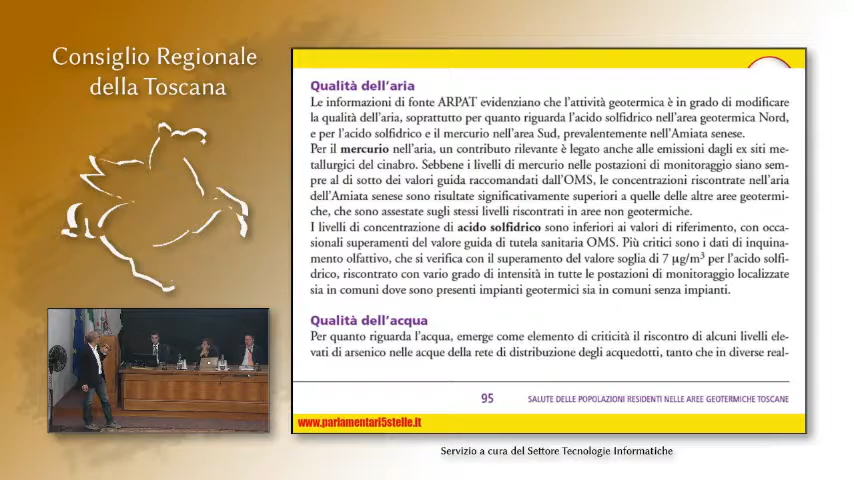 Consiglio Regionale
della Toscana
Qualità dell'aria
Le informazioni di fonte ARPAT evidenziano che l'attività geotermica è in grado di modificare
la qualità dell'aria, soprattutto per quanto riguarda l'acido solfidrico nell'area geotermica Nord,
e per l'acido solfidrico e il mercurio nell'area Sud, prevalentemente nell'Amiata senese.
Per il mercurio nell'aria, un contributo rilevante è legato anche alle emissioni dagli ex siti me-
tallurgici del cinabro. Sebbene i livelli di mercurio nelle postazioni di monitoraggio siano sem-
pre al di sotto dei valori guida raccomandati dall'OMS, le concentrazioni riscontrate nell'aria
dell'Amiata senese sono risultate significativamente superiori a quelle delle altre aree geotermi-
che, che sono assestate sugli stessi livelli riscontrati in aree non geotermiche.
I livelli di concentrazione di acido solfidrico sono inferiori ai valori di riferimento, con occa-
sionali superamenti del valore guida di tutela sanitaria OMS. Più critici sono i dati di inquina-
mento olfattivo, che si verifica con il superamento del valore soglia di 7 µg/m³ per l'acido solfi-
drico, riscontrato con vario grado di intensità in tutte le postazioni di monitoraggio localizzate
sia in comuni dove sono presenti impianti geotermici sia in comuni senza impianti.
Qualità dell'acqua
Per quanto riguarda l'acqua, emerge come elemento di criticità il riscontro di alcuni livelli ele-
vati di arsenico nelle acque della rete di distribuzione degli acquedotti, tanto che in diverse real-
95 SALUTE DELLE POPOLAZIONI RESIDENTI NELLE AREE GEOTERMICHE TOSCANE
www.parlamentari5stelle.it
Servizio a cura del Settore Tecnologie Informatiche